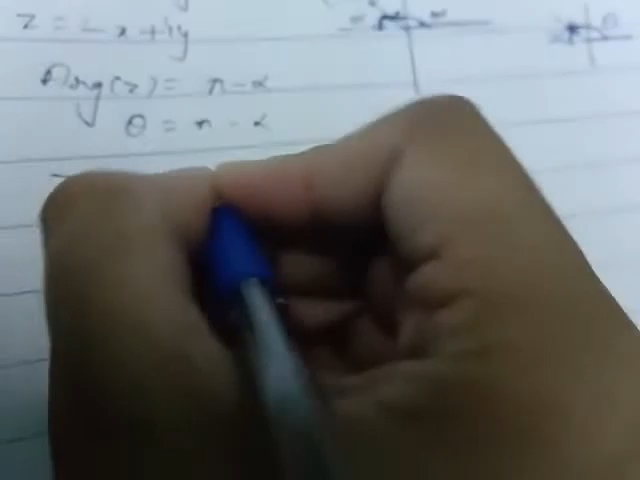 z = -x + iy
Arg(z) = π - α
θ = π - α